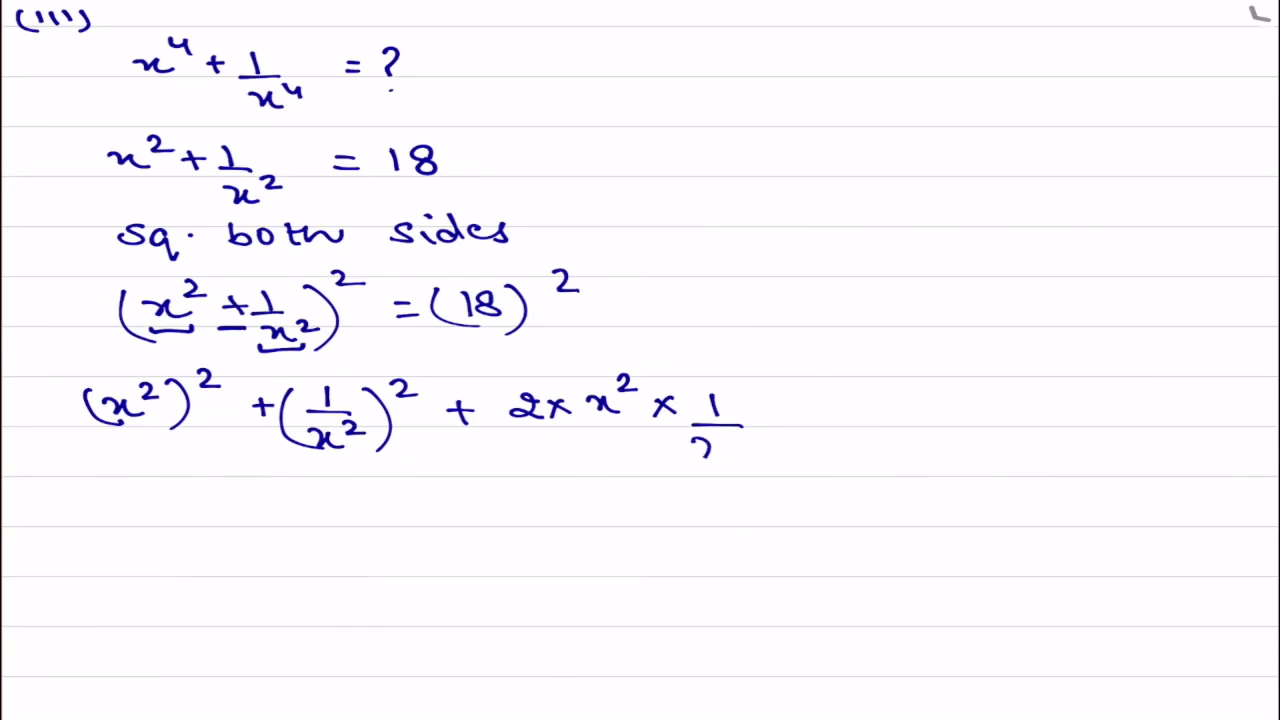 (iii)
x⁴ + 1/x⁴ = ?
x² + 1/x² = 18
sq. both sides
(x² + 1/x²)² = (18)²
(x²)² + (1/x²)² + 2 × x² × 1/